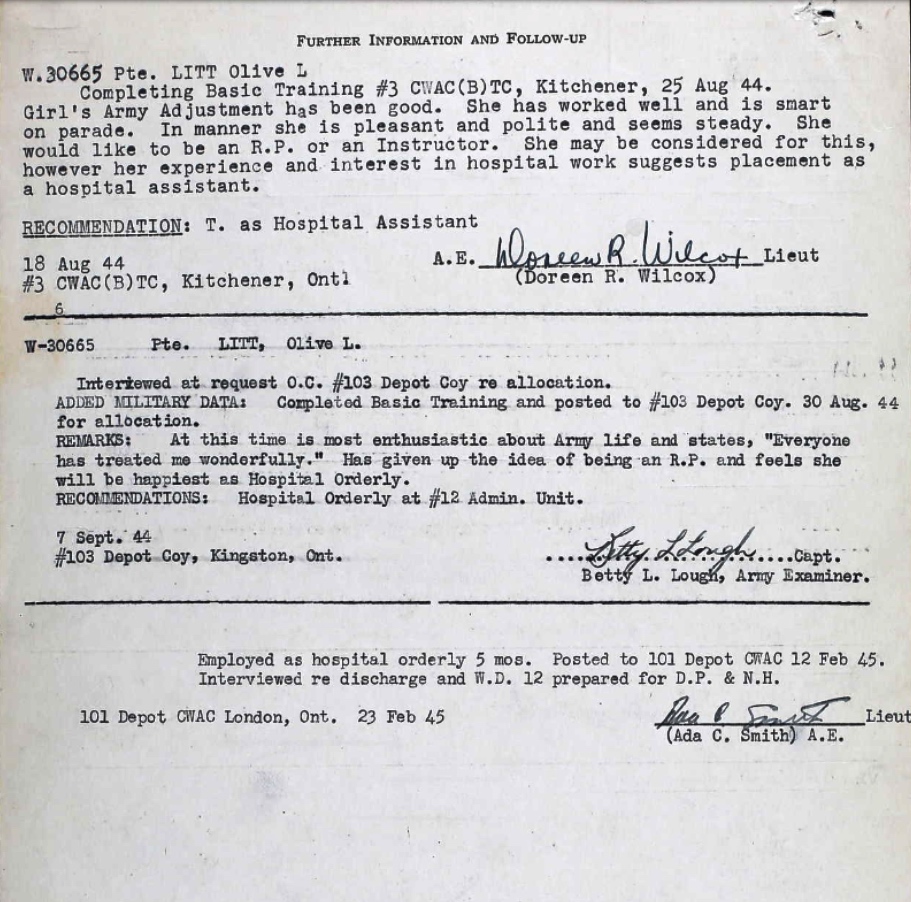 FURTHER INFORMATION AND FOLLOW-UP
W.30665 Pte. LITT Olive L
Completing Basic Training #3 CWAC(B)TC, Kitchener, 25 Aug 44.
Girl's Army Adjustment has been good. She has worked well and is smart
on parade. In manner she is pleasant and polite and seems steady. She
would like to be an R.P. or an Instructor. She may be considered for this,
however her experience and interest in hospital work suggests placement as
a hospital assistant.
RECOMMENDATION: T. as Hospital Assistant
A.E. Doreen R. Wilcox Lieut
18 Aug 44
(Doreen R. Wilcox)
#3 CWAC(B)TC, Kitchener, Ontl
6
W-30665 Pte. LITT, Olive L.
Interiewed at request O.C. #103 Depot Coy re allocation.
ADDED MILITARY DATA: Completed Basic Training and posted to #103 Depot Coy. 30 Aug. 44
for allocation.
REMARKS: At this time is most enthusiastic about Army life and states, "Everyone
has treated me wonderfully." Has given up the idea of being an R.P. and feels she
will be happiest as Hospital Orderly.
RECOMMENDATIONS: Hospital Orderly at #12 Admin. Unit.
7 Sept. 44
#103 Depot Coy, Kingston, Ont.
.....Betty L Lough.....Capt.
Betty L. Lough, Army Examiner.
Employed as hospital orderly 5 mos. Posted to 101 Depot CWAC 12 Feb 45.
Interviewed re discharge and W.D. 12 prepared for D.P. & N.H.
101 Depot CWAC London, Ont. 23 Feb 45
Ada C Smith Lieut
(Ada C. Smith) A.E.